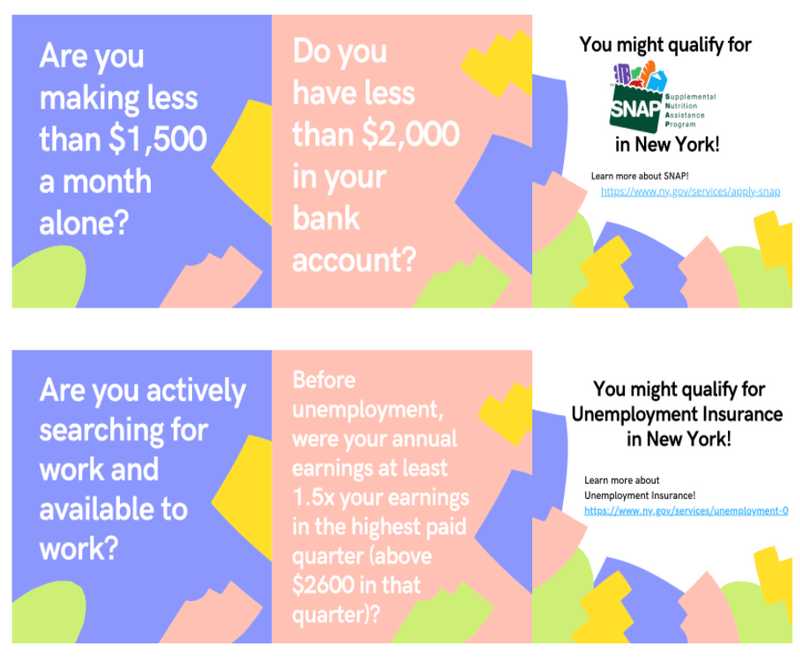 Are you
making less
than $1,500
a month
alone?
Do you
have less
than $2,000
in your
bank
account?
You might qualify for
SNAP
Supplemental
Nutrition
Assistance
Program
in New York!
Learn more about SNAP!
https://www.ny.gov/services/apply-snap
Are you actively
searching for
work and
available to
work?
Before
unemployment,
were your annual
earnings at least
1.5x your earnings
in the highest paid
quarter (above
$2600 in that
quarter)?
You might qualify for
Unemployment Insurance
in New York!
Learn more about
Unemployment Insurance!
https://www.ny.gov/services/unemployment-0